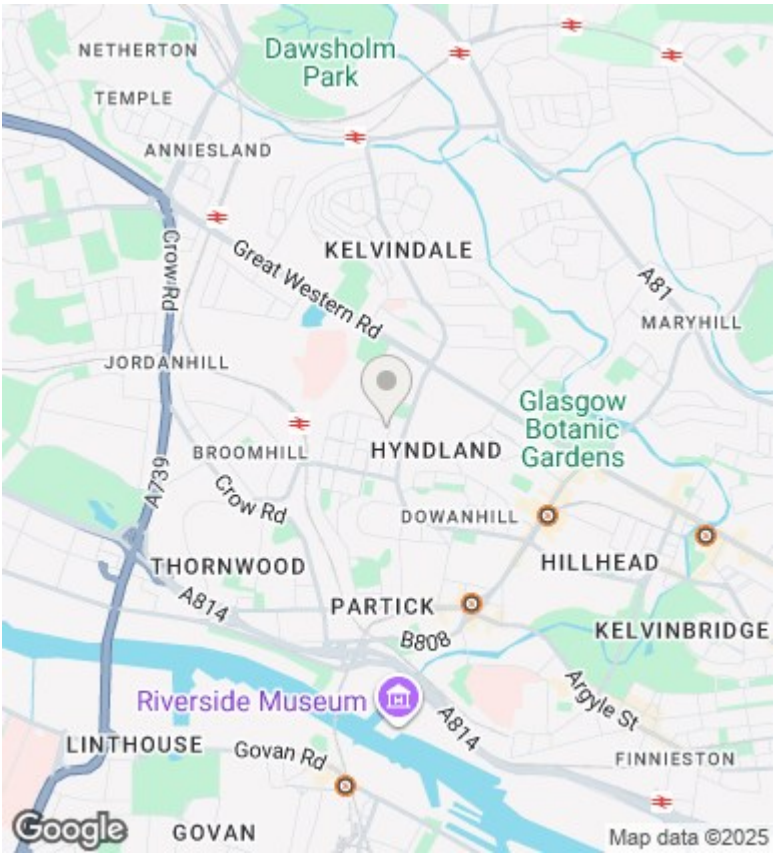 NETHERTON
Dawsholm
Park
TEMPLE
ANNIESLAND
KELVINDALE
Great Western Rd
Crow Rd
A81
MARYHILL
JORDANHILL
Glasgow
Botanic
Gardens
BROOMHILL
HYNDLAND
A739
Crow Rd
DOWANHILL
THORNWOOD
HILLHEAD
A814
PARTICK
B808
KELVINBRIDGE
Riverside Museum
Argyle St
A814
LINTHOUSE
Govan Rd
FINNIESTON
Google
GOVAN
Map data ©2025